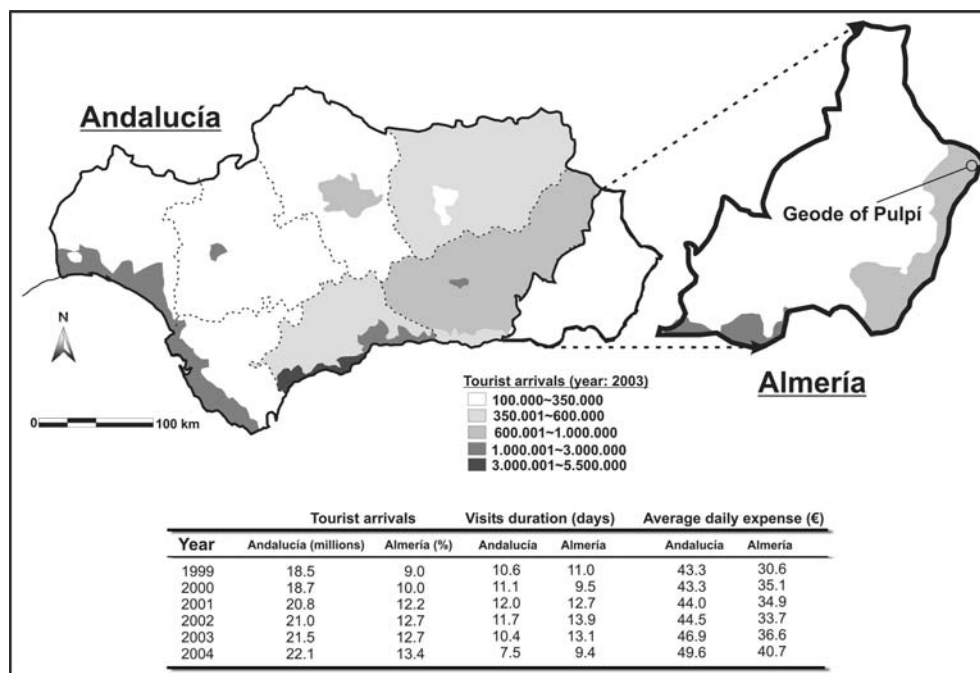 Andalucía
Geode of Pulpí
N
0 100 km
Almería
Tourist arrivals (year: 2003)
100.000~350.000
350.001~600.000
600.001~1.000.000
1.000.001~3.000.000
3.000.001~5.500.000
Tourist arrivals Visits duration (days) Average daily expense (€)
Year Andalucía (millions) Almería (%) Andalucía Almería Andalucía Almería
1999 18.5 9.0 10.6 11.0 43.3 30.6
2000 18.7 10.0 11.1 9.5 43.3 35.1
2001 20.8 12.2 12.0 12.7 44.0 34.9
2002 21.0 12.7 11.7 13.9 44.5 33.7
2003 21.5 12.7 10.4 13.1 46.9 36.6
2004 22.1 13.4 7.5 9.4 49.6 40.7